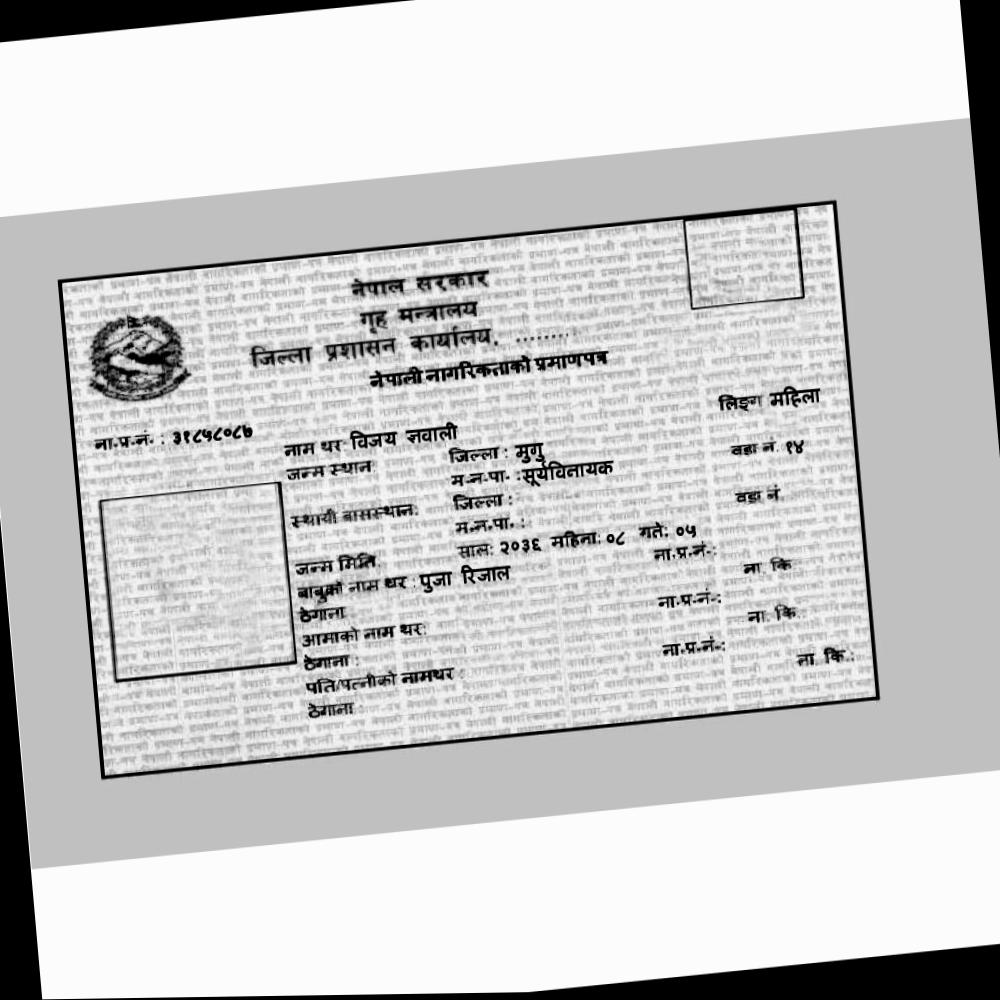 नेपाल सरकार
गृह मन्त्रालय
जिल्ला प्रशासन कार्यालय, .........
नेपाली नागरिकताको प्रमाणपत्र
लिङ्ग महिला
ना.प्र.नं. : ३१८५८०८७
नाम थर विजय ज्ञवाली
जन्म स्थान: जिल्ला : मुगु
म.न.पा. : सूर्यविनायक वडा नं. १४
स्थायी बासस्थान: जिल्ला :
म.न.पा. : वडा नं.
जन्म मिति: साल: २०३६ महिना: ०८ गते: ०५
बाबुको नाम थर : पुजा रिजाल ना.प्र.नं.:
ठेगाना ना. कि.
आमाको नाम थर: ना.प्र.नं.:
ठेगाना : ना. कि.:
पति/पत्नीको नामथर : ना.प्र.नं.:
ठेगाना : ना. कि.: